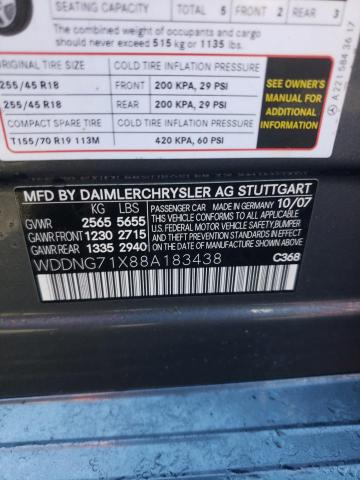 TOTAL 5 FRONT 2 REAR 3
The combined weight of occupants and cargo
should never exceed 515 kg or 1135 lbs.
ORIGINAL TIRE SIZE COLD TIRE INFLATION PRESSURE
255/45 R18 FRONT 200 KPA, 29 PSI
255/45 R18 REAR 200 KPA, 29 PSI
COMPACT SPARE TIRE COLD TIRE INFLATION PRESSURE
T155/70 R19 113M 420 KPA, 60 PSI
SEE OWNER'S
MANUAL FOR
ADDITIONAL
INFORMATION
A 221 584 36 17
MFD BY DAIMLERCHRYSLER AG STUTTGART
MADE IN GERMANY 10/07
KG LBS
GVWR 2565 5655
GAWR FRONT 1230 2715
GAWR REAR 1335 2940
THIS VEHICLE CONFORMS TO ALL APPLICABLE
U.S. FEDERAL MOTOR VEHICLE SAFETY, BUMPER
AND THEFT PREVENTION STANDARDS IN
EFFECT ON THE DATE OF MANUFACTURE
SHOWN ABOVE. PASSENGER CAR
WDDNG71X88A183438
C368